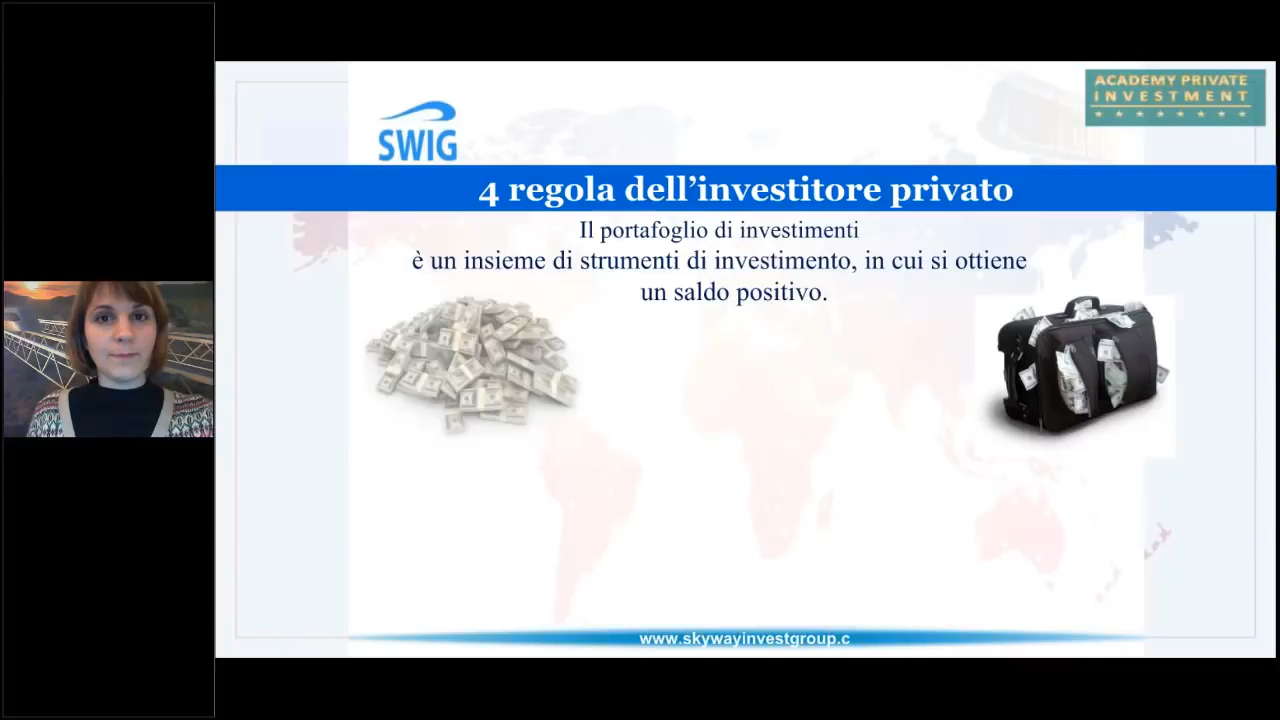 ACADEMY PRIVATE
INVESTMENT
SWIG
4 regola dell’investitore privato
Il portafoglio di investimenti
è un insieme di strumenti di investimento, in cui si ottiene
un saldo positivo.
www.skywayinvestgroup.c